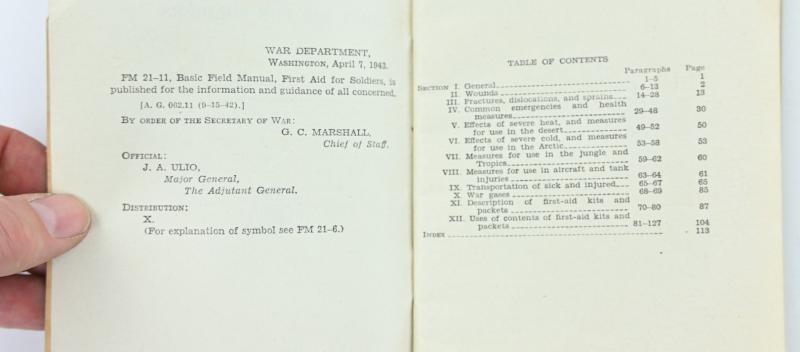 WAR DEPARTMENT,
WASHINGTON, April 7, 1943.
FM 21–11, Basic Field Manual, First Aid for Soldiers, is
published for the information and guidance of all concerned.
[A. G. 062.11 (9–15–42).]
BY ORDER OF THE SECRETARY OF WAR:
G. C. MARSHALL,
Chief of Staff.
OFFICIAL:
J. A. ULIO,
Major General,
The Adjutant General.
DISTRIBUTION:
X.
(For explanation of symbol see FM 21–6.)
TABLE OF CONTENTS
Paragraphs Page
SECTION I. General 1–5 1
II. Wounds 6–13 2
III. Fractures, dislocations, and sprains 14–28 13
IV. Common emergencies and health
measures 29–48 30
V. Effects of severe heat, and measures
for use in the desert 49–52 50
VI. Effects of severe cold, and measures
for use in the Arctic 53–58 53
VII. Measures for use in the jungle and
Tropics 59–62 60
VIII. Measures for use in aircraft and tank
injuries 63–64 61
IX. Transportation of sick and injured 65–67 65
X. War gases 68–69 85
XI. Description of first-aid kits and
packets 70–80 87
XII. Uses of contents of first-aid kits and
packets 81–127 104
INDEX 113